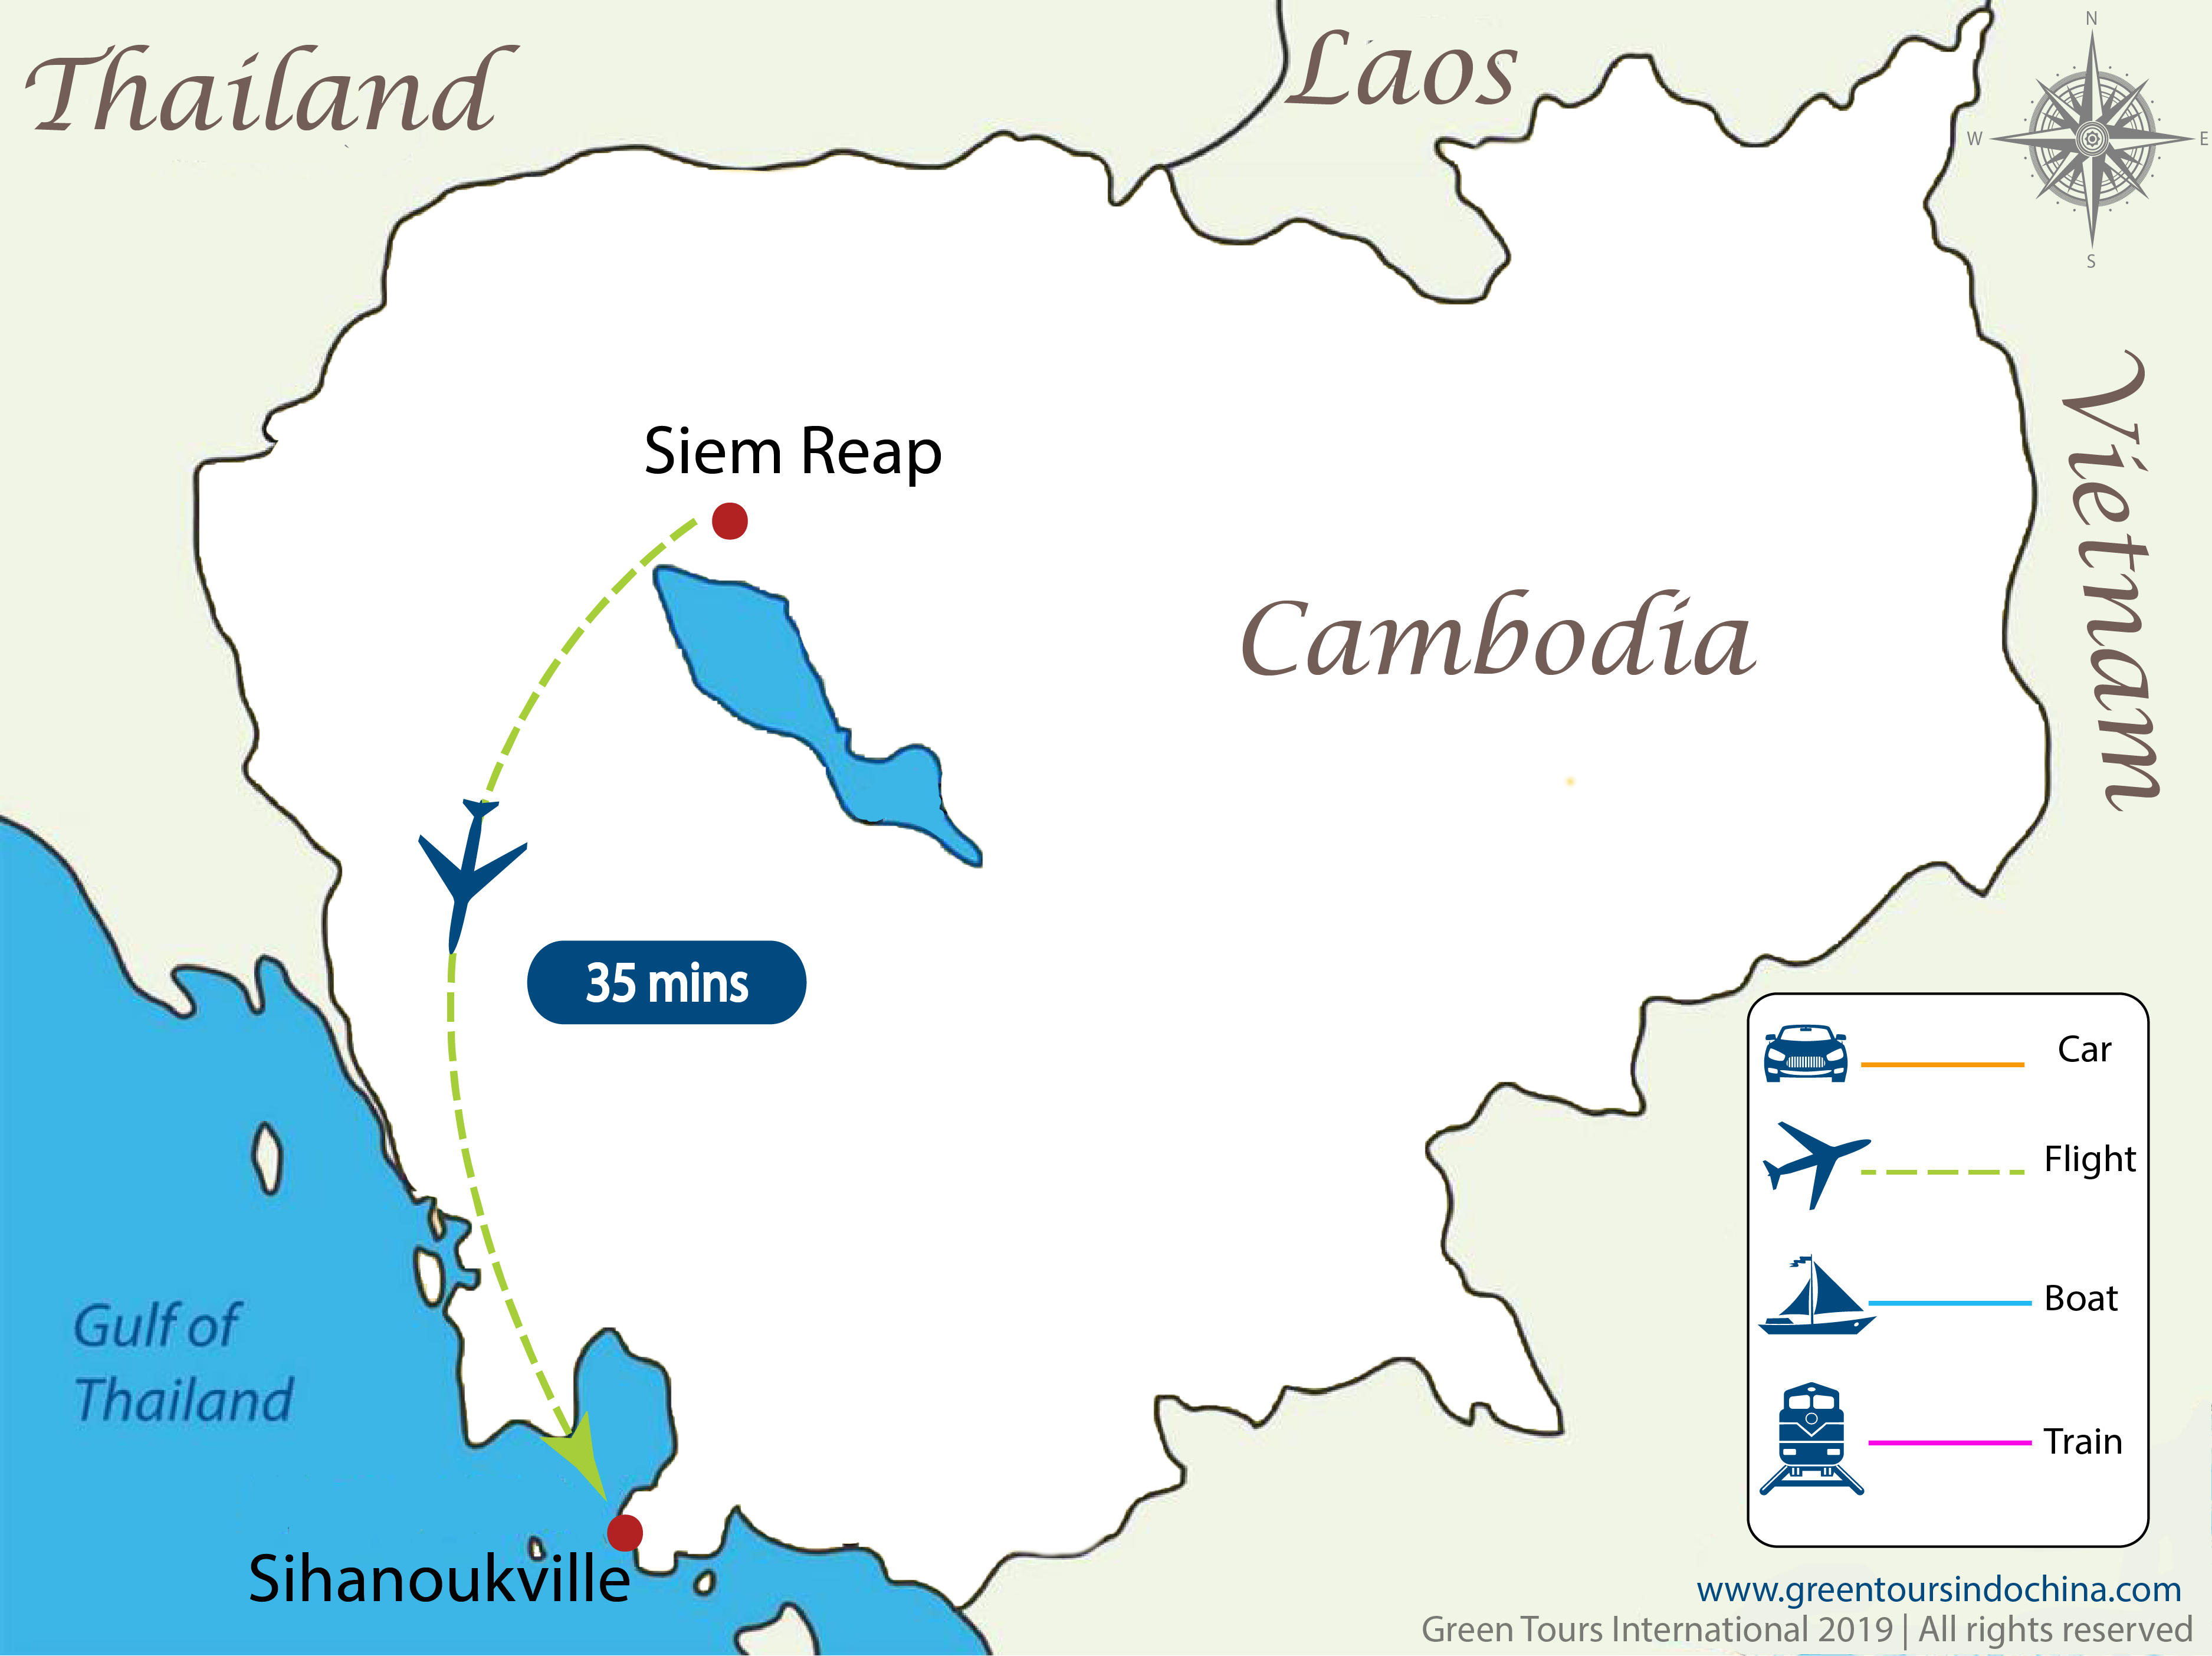 Thailand
Laos
N
W
E
S
Vietnam
Siem Reap
Cambodia
35 mins
Car
Flight
Boat
Train
Gulf of
Thailand
Sihanoukville
www.greentoursindochina.com
Green Tours International 2019 | All rights reserved